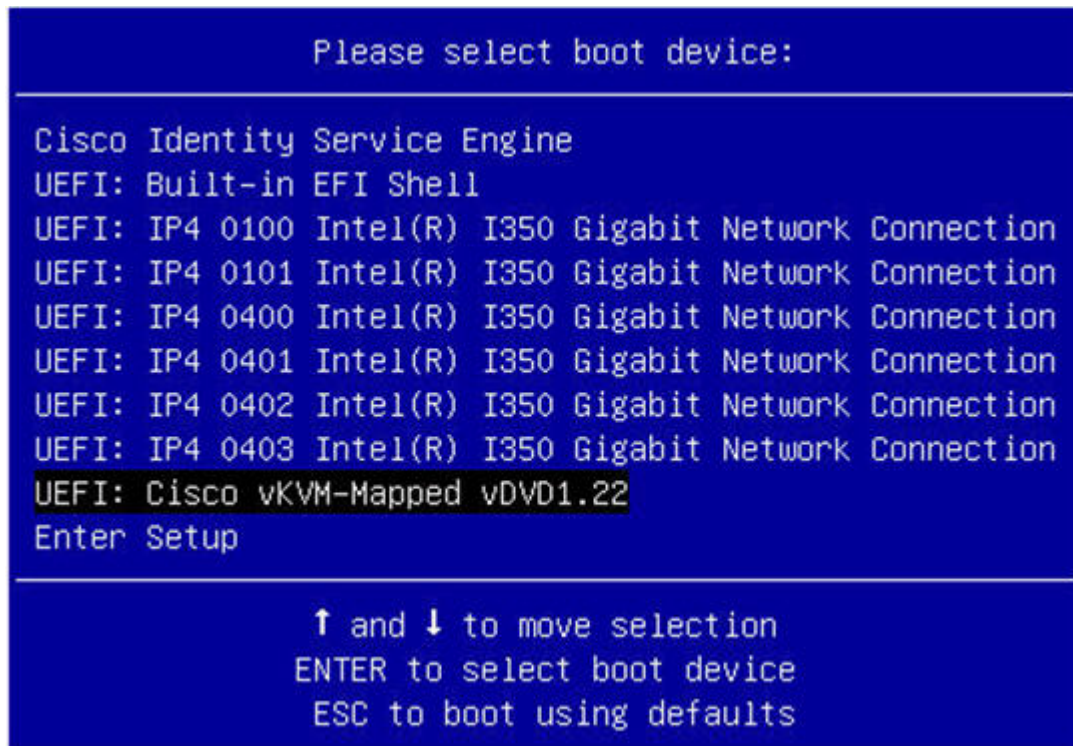 Please select boot device:
Cisco Identity Service Engine
UEFI: Built-in EFI Shell
UEFI: IP4 0100 Intel(R) I350 Gigabit Network Connection
UEFI: IP4 0101 Intel(R) I350 Gigabit Network Connection
UEFI: IP4 0400 Intel(R) I350 Gigabit Network Connection
UEFI: IP4 0401 Intel(R) I350 Gigabit Network Connection
UEFI: IP4 0402 Intel(R) I350 Gigabit Network Connection
UEFI: IP4 0403 Intel(R) I350 Gigabit Network Connection
UEFI: Cisco vKVM-Mapped vDVD1.22
Enter Setup
↑ and ↓ to move selection
ENTER to select boot device
ESC to boot using defaults